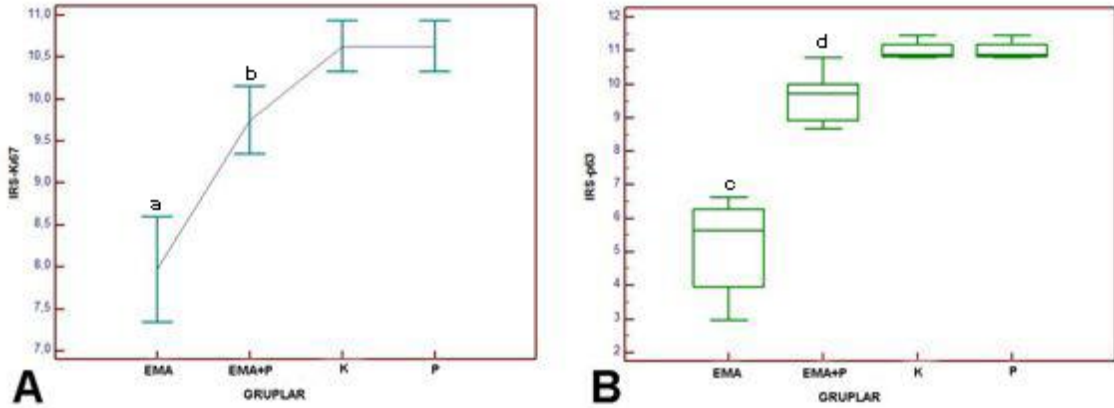 11,0
10,5
10,0
9,5
9,0
8,5
8,0
7,5
7,0
IRS-Ki67
a
b
EMA EMA+P K P
GRUPLAR
A
12
11
10
9
8
7
6
5
4
3
2
IRS-p63
c
d
EMA EMA+P K P
GRUPLAR
B